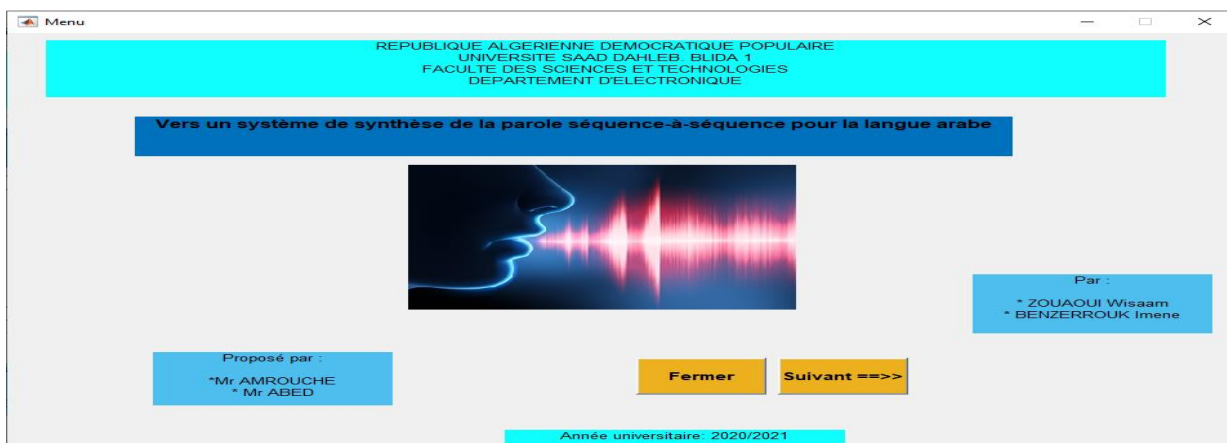 Menu
REPUBLIQUE ALGERIENNE DEMOCRATIQUE POPULAIRE
UNIVERSITE SAAD DAHLEB. BLIDA 1
FACULTE DES SCIENCES ET TECHNOLOGIES
DEPARTEMENT D'ELECTRONIQUE
Vers un système de synthèse de la parole séquence-à-séquence pour la langue arabe
Par :
* ZOUAOUI Wisaam
* BENZERROUK Imene
Proposé par :
*Mr AMROUCHE
* Mr ABED
Fermer
Suivant ==>>
Année universitaire: 2020/2021